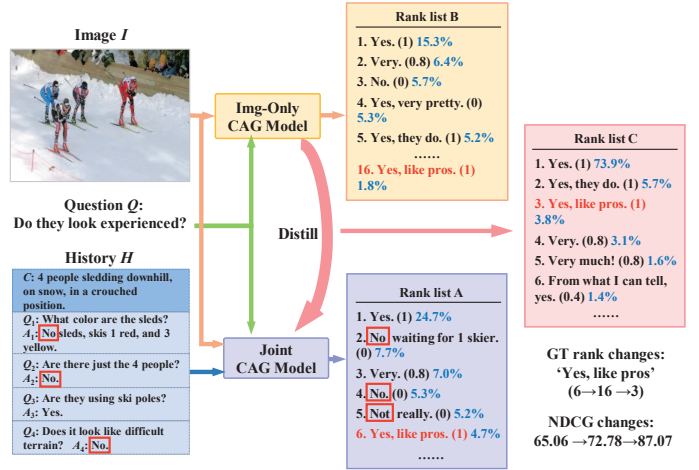 Image I
Question Q:
Do they look experienced?
History H
C: 4 people sledding downhill,
on snow, in a crouched
position.
Q1: What color are the sleds?
A1: No sleds, skis 1 red, and 3
yellow.
Q2: Are there just the 4 people?
A2: No.
Q3: Are they using ski poles?
A3: Yes.
Q4: Does it look like difficult
terrain? A4: No.
Img-Only
CAG Model
Distill
Joint
CAG Model
Rank list B
1. Yes. (1) 15.3%
2. Very. (0.8) 6.4%
3. No. (0) 5.7%
4. Yes, very pretty. (0)
5.3%
5. Yes, they do. (1) 5.2%
......
16. Yes, like pros. (1)
1.8%
Rank list A
1. Yes. (1) 24.7%
2. No waiting for 1 skier.
(0) 7.7%
3. Very. (0.8) 7.0%
4. No. (0) 5.3%
5. Not really. (0) 5.2%
6. Yes, like pros. (1) 4.7%
......
Rank list C
1. Yes. (1) 73.9%
2. Yes, they do. (1) 5.7%
3. Yes, like pros. (1)
3.8%
4. Very. (0.8) 3.1%
5. Very much! (0.8) 1.6%
6. From what I can tell,
yes. (0.4) 1.4%
......
GT rank changes:
‘Yes, like pros’
(6→16 →3)
NDCG changes:
65.06 →72.78→87.07